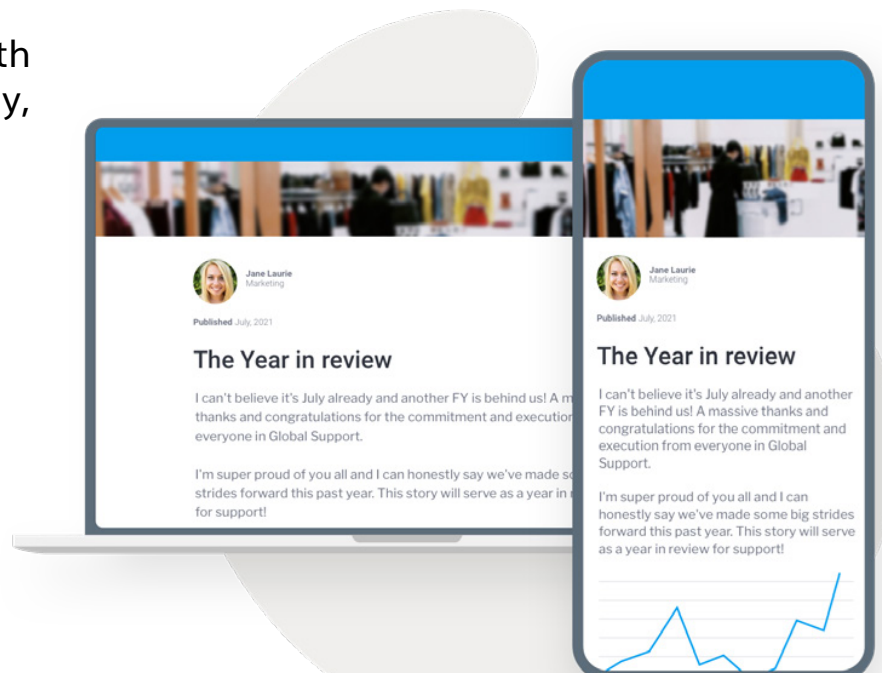 th
y,
Jane Laurie
Marketing
Published July, 2021
The Year in review
I can't believe it's July already and another FY is behind us! A m
thanks and congratulations for the commitment and execution
everyone in Global Support.
I'm super proud of you all and I can honestly say we've made so
strides forward this past year. This story will serve as a year in r
for support!
Jane Laurie
Marketing
Published July, 2021
The Year in review
I can't believe it's July already and another
FY is behind us! A massive thanks and
congratulations for the commitment and
execution from everyone in Global
Support.
I'm super proud of you all and I can
honestly say we've made some big strides
forward this past year. This story will serve
as a year in review for support!